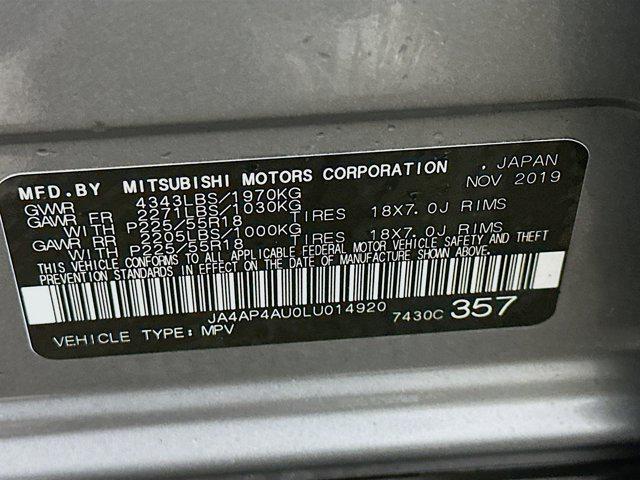 MFD.BY MITSUBISHI MOTORS CORPORATION . JAPAN
GVWR 4343LBS/1970KG NOV 2019
GAWR FR 2271LBS/1030KG
WITH P225/55R18 TIRES 18X7.0J RIMS
GAWR RR 2205LBS/1000KG
WITH P225/55R18 TIRES 18X7.0J RIMS
THIS VEHICLE CONFORMS TO ALL APPLICABLE FEDERAL MOTOR VEHICLE SAFETY AND THEFT
PREVENTION STANDARDS IN EFFECT ON THE DATE OF MANUFACTURE SHOWN ABOVE.
JA4AP4AU0LU014920 7430C 357
VEHICLE TYPE: MPV